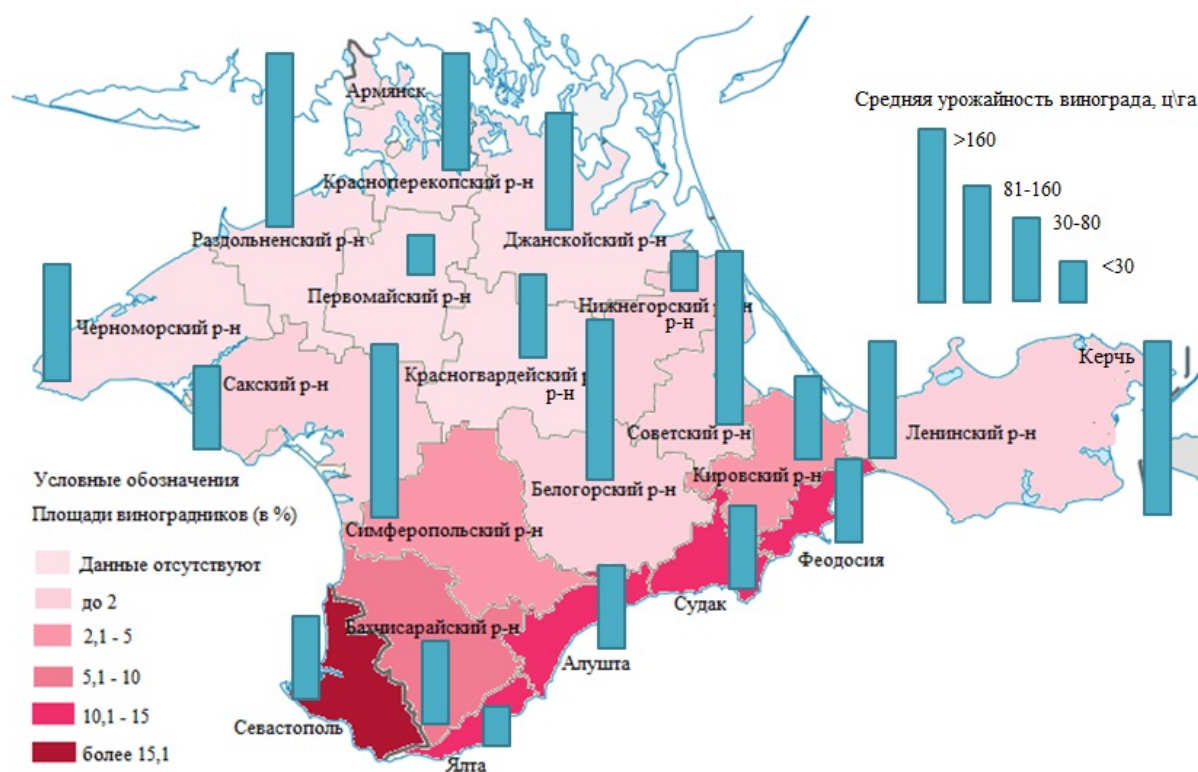 Армянск
Средняя урожайность винограда, ц\га
>160
81-160
30-80
<30
Красноперекопский р-н
Раздольненский р-н
Джанскойский р-н
Первомайский р-н
Нижнегорский р-н
р-н
Черноморский р-н
Керчь
Сакский р-н
Красногвардейский р
р-н
Советский р-н
Ленинский р-н
Кировский р-н
Белогорский р-н
Условные обозначения
Площади виноградников (в %)
Симферопольский р-н
Данные отсутствуют
до 2
2,1 - 5
5,1 - 10
10,1 - 15
более 15,1
Феодосия
Судак
Бахчисарайский р-н
Алушта
Севастополь
Ялта